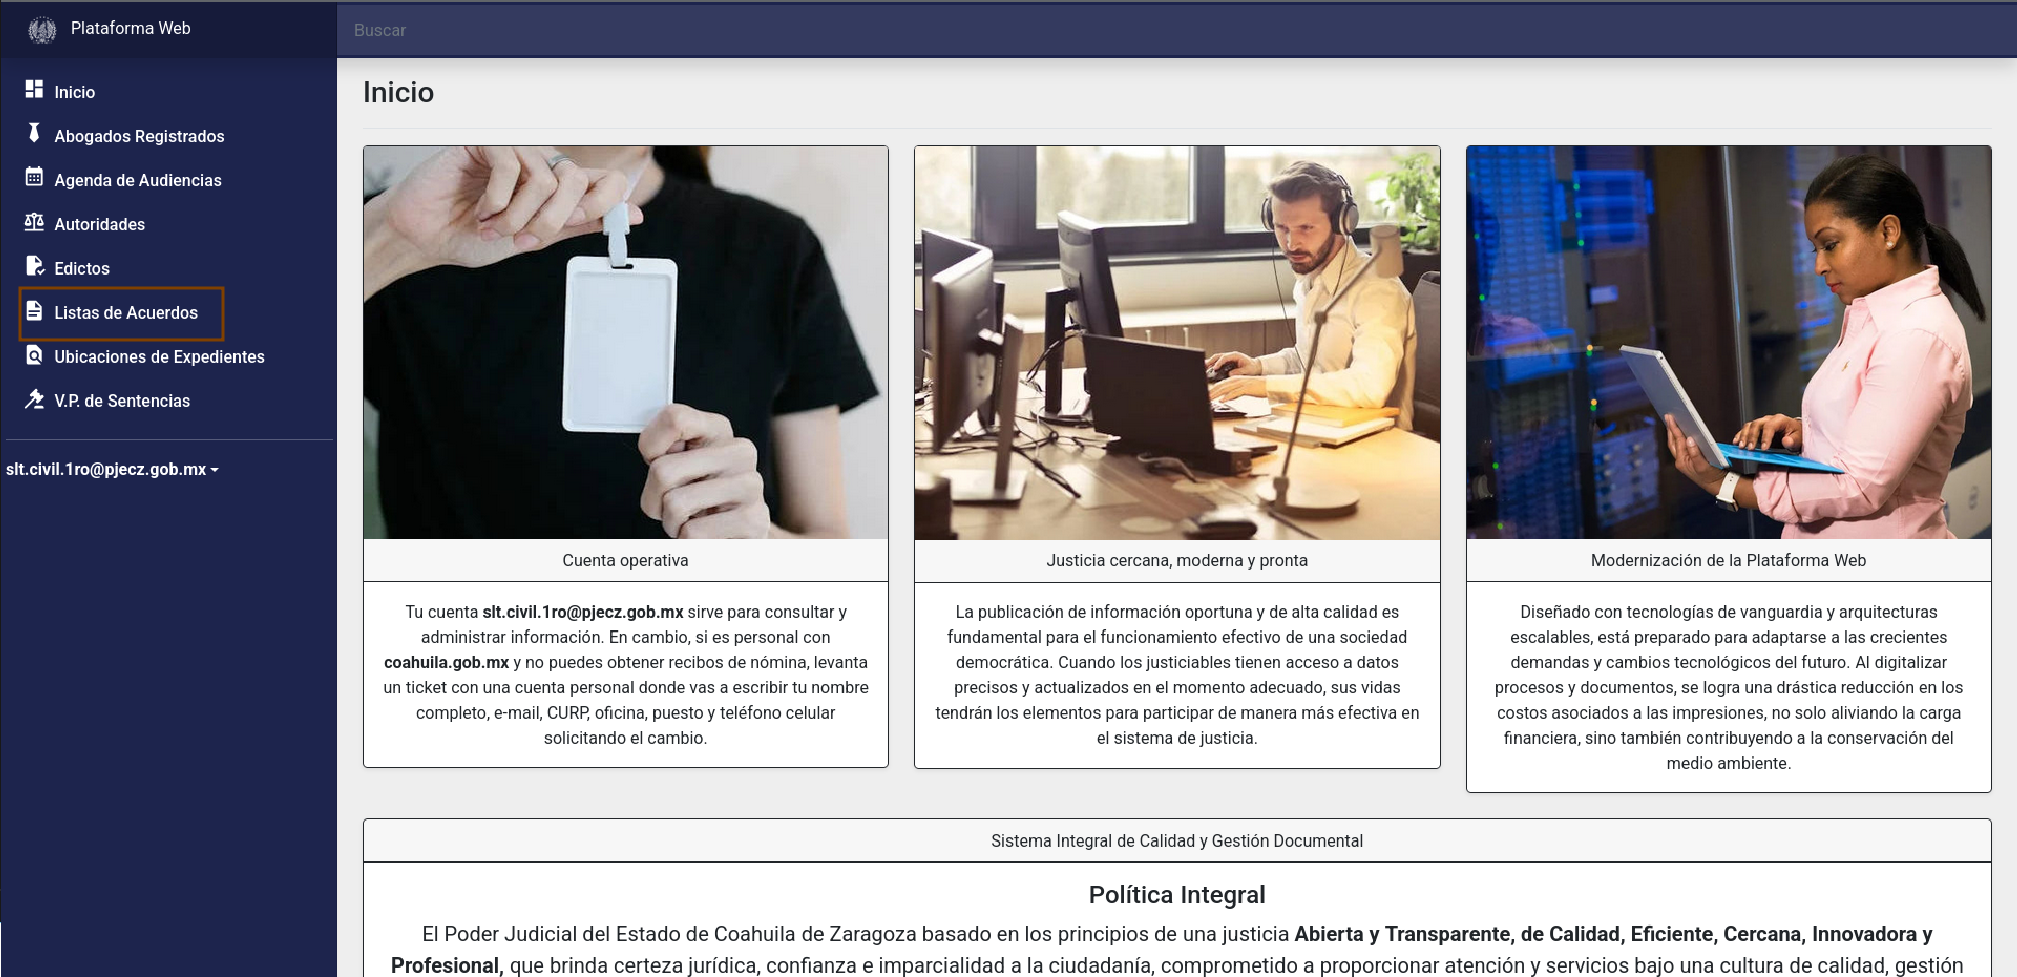 Plataforma Web
Buscar
Inicio
Abogados Registrados
Agenda de Audiencias
Autoridades
Edictos
Listas de Acuerdos
Ubicaciones de Expedientes
V.P. de Sentencias
slt.civil.1ro@pjecz.gob.mx
Inicio
Cuenta operativa
Tu cuenta slt.civil.1ro@pjecz.gob.mx sirve para consultar y
administrar información. En cambio, si es personal con
coahuila.gob.mx y no puedes obtener recibos de nómina, levanta
un ticket con una cuenta personal donde vas a escribir tu nombre
completo, e-mail, CURP, oficina, puesto y teléfono celular
solicitando el cambio.
Justicia cercana, moderna y pronta
La publicación de información oportuna y de alta calidad es
fundamental para el funcionamiento efectivo de una sociedad
democrática. Cuando los justiciables tienen acceso a datos
precisos y actualizados en el momento adecuado, sus vidas
tendrán los elementos para participar de manera más efectiva en
el sistema de justicia.
Modernización de la Plataforma Web
Diseñado con tecnologías de vanguardia y arquitecturas
escalables, está preparado para adaptarse a las crecientes
demandas y cambios tecnológicos del futuro. Al digitalizar
procesos y documentos, se logra una drástica reducción en los
costos asociados a las impresiones, no solo aliviando la carga
financiera, sino también contribuyendo a la conservación del
medio ambiente.
Sistema Integral de Calidad y Gestión Documental
Política Integral
El Poder Judicial del Estado de Coahuila de Zaragoza basado en los principios de una justicia Abierta y Transparente, de Calidad, Eficiente, Cercana, Innovadora y
Profesional, que brinda certeza jurídica, confianza e imparcialidad a la ciudadanía, comprometido a proporcionar atención y servicios bajo una cultura de calidad, gestión